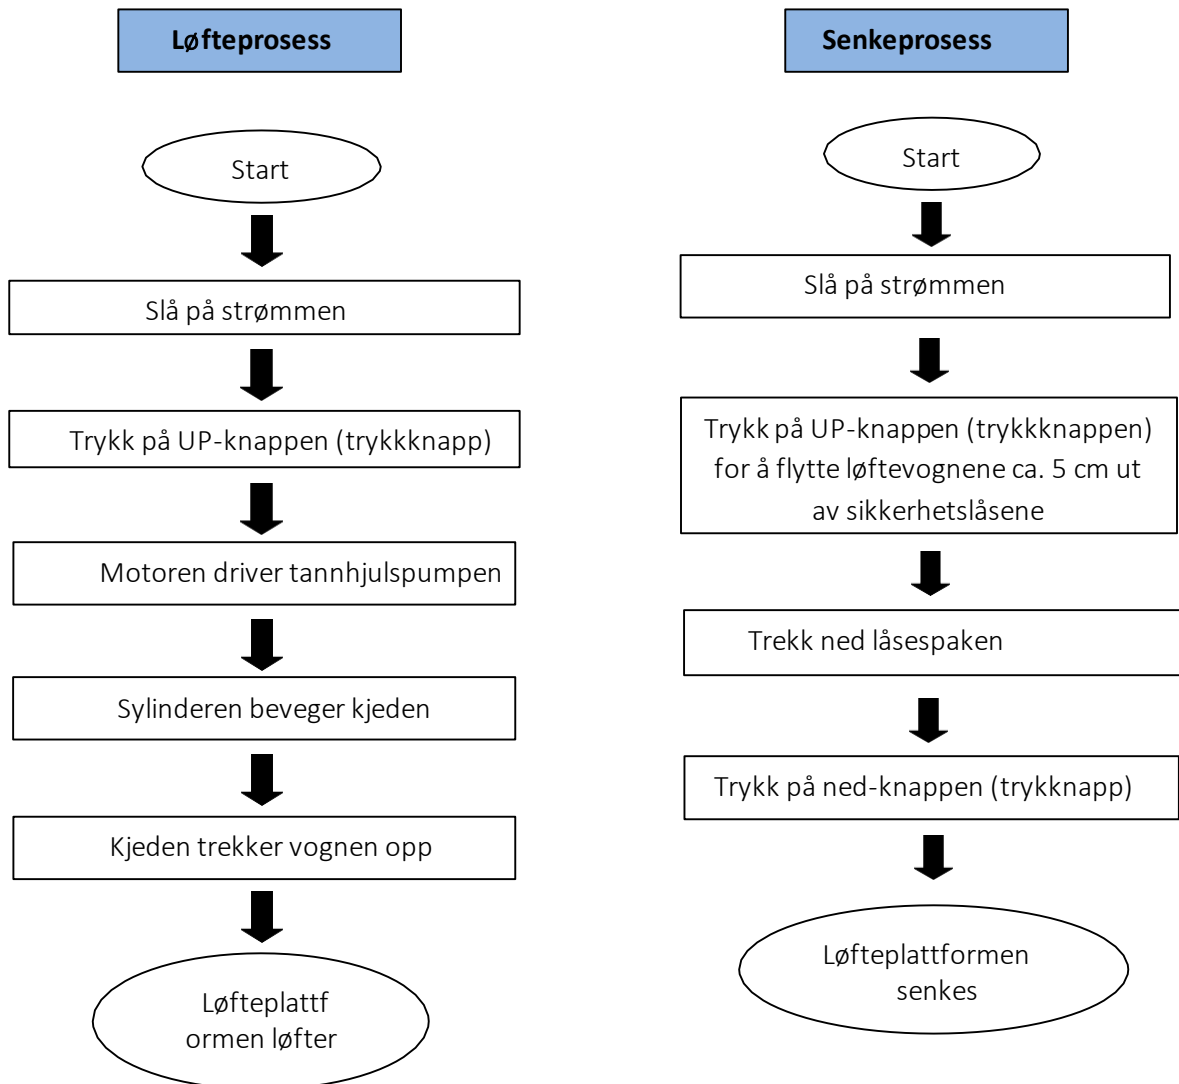 Løfteprosess
Start
Slå på strømmen
Trykk på UP-knappen (trykkknapp)
Motoren driver tannhjulspumpen
Sylinderen beveger kjeden
Kjeden trekker vognen opp
Løfteplattf
ormen løfter
Senkeprosess
Start
Slå på strømmen
Trykk på UP-knappen (trykkknappen)
for å flytte løftevognene ca. 5 cm ut
av sikkerhetslåsene
Trekk ned låsespaken
Trykk på ned-knappen (trykknapp)
Løfteplattformen
senkes